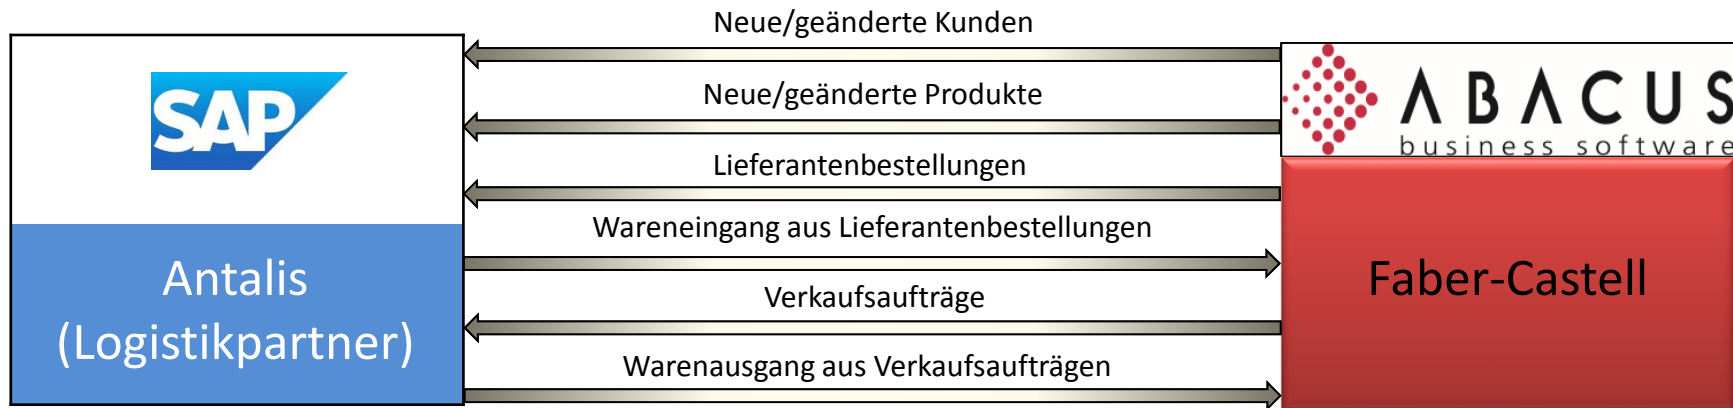 Neue/geänderte Kunden
SAP
ABACUS
business software
Neue/geänderte Produkte
Lieferantenbestellungen
Wareneingang aus Lieferantenbestellungen
Antalis
(Logistikpartner)
Faber-Castell
Verkaufsaufträge
Warenausgang aus Verkaufsaufträgen